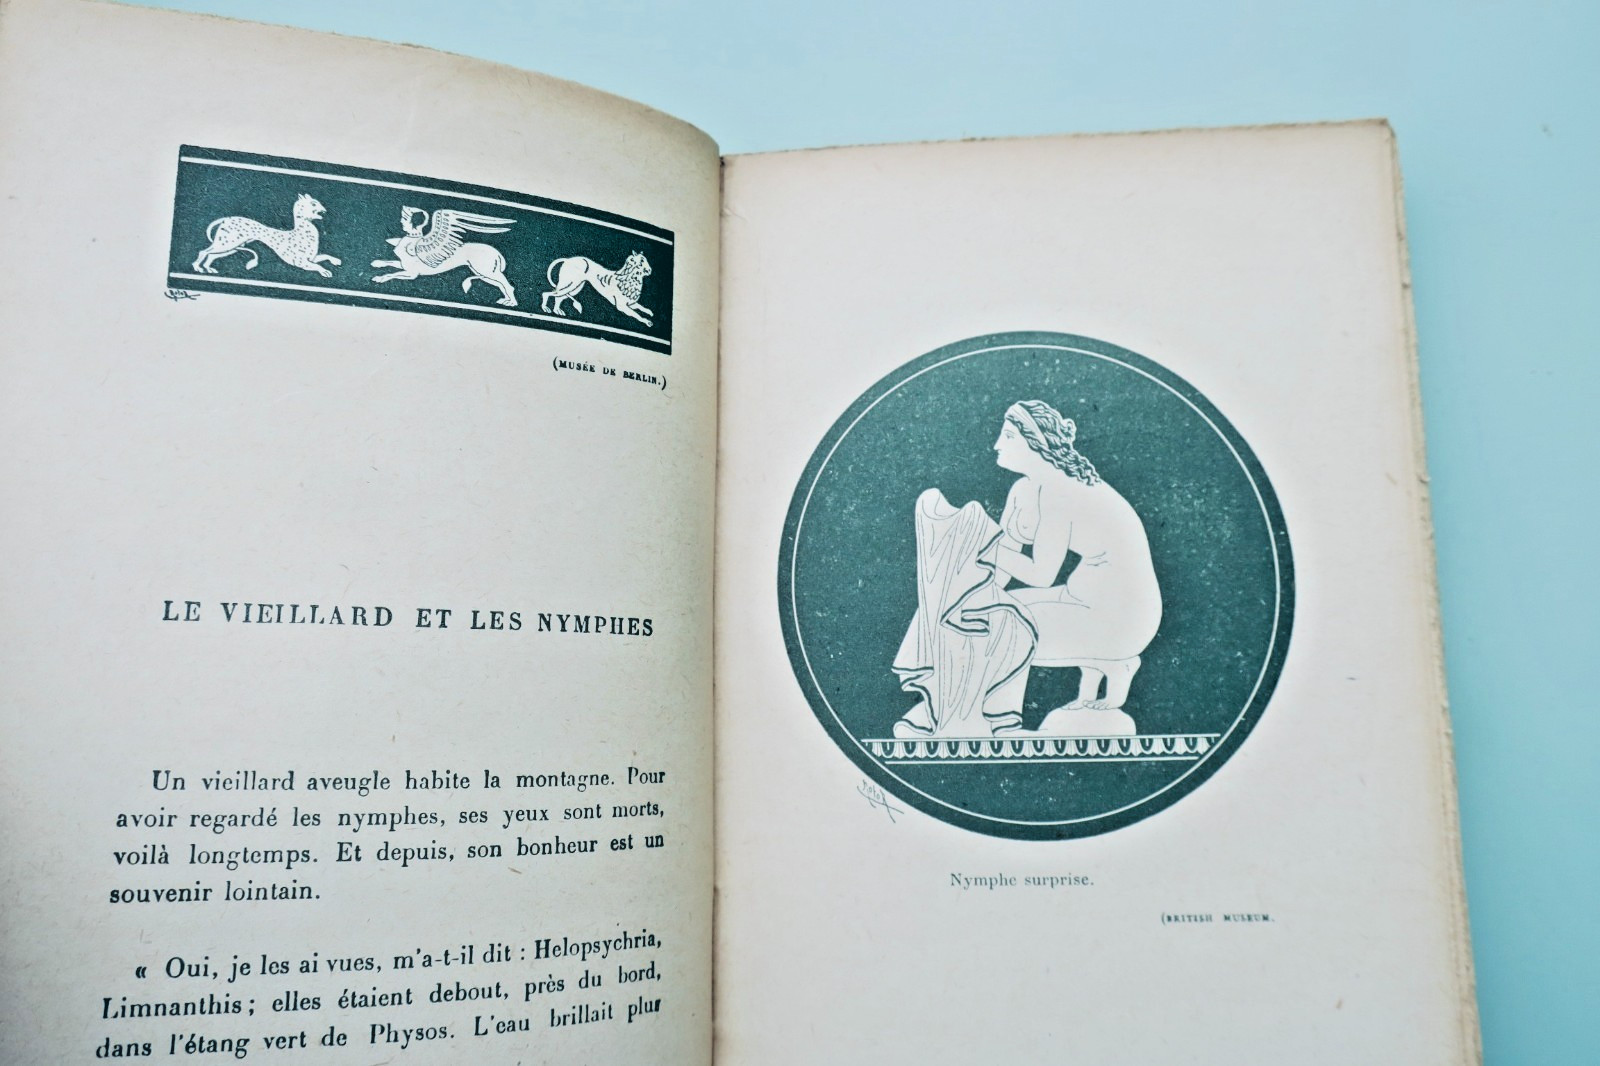 (MUSÉE DE BERLIN.)
LE VIEILLARD ET LES NYMPHES
Un vieillard aveugle habite la montagne. Pour
avoir regardé les nymphes, ses yeux sont morts,
voilà longtemps. Et depuis, son bonheur est un
souvenir lointain.
« Oui, je les ai vues, m'a-t-il dit : Helopsychria,
Limnanthis ; elles étaient debout, près du bord,
dans l'étang vert de Physos. L'eau brillait plus
Nymphe surprise.
(BRITISH MUSEUM.